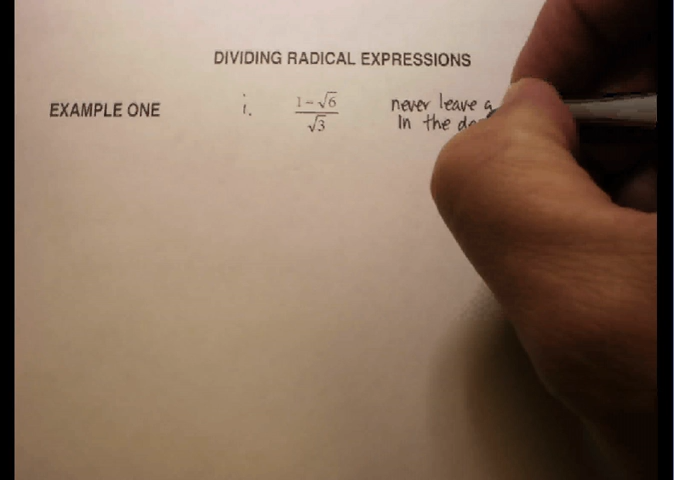 DIVIDING RADICAL EXPRESSIONS
EXAMPLE ONE i. (1-√6)/√3 never leave a
In the